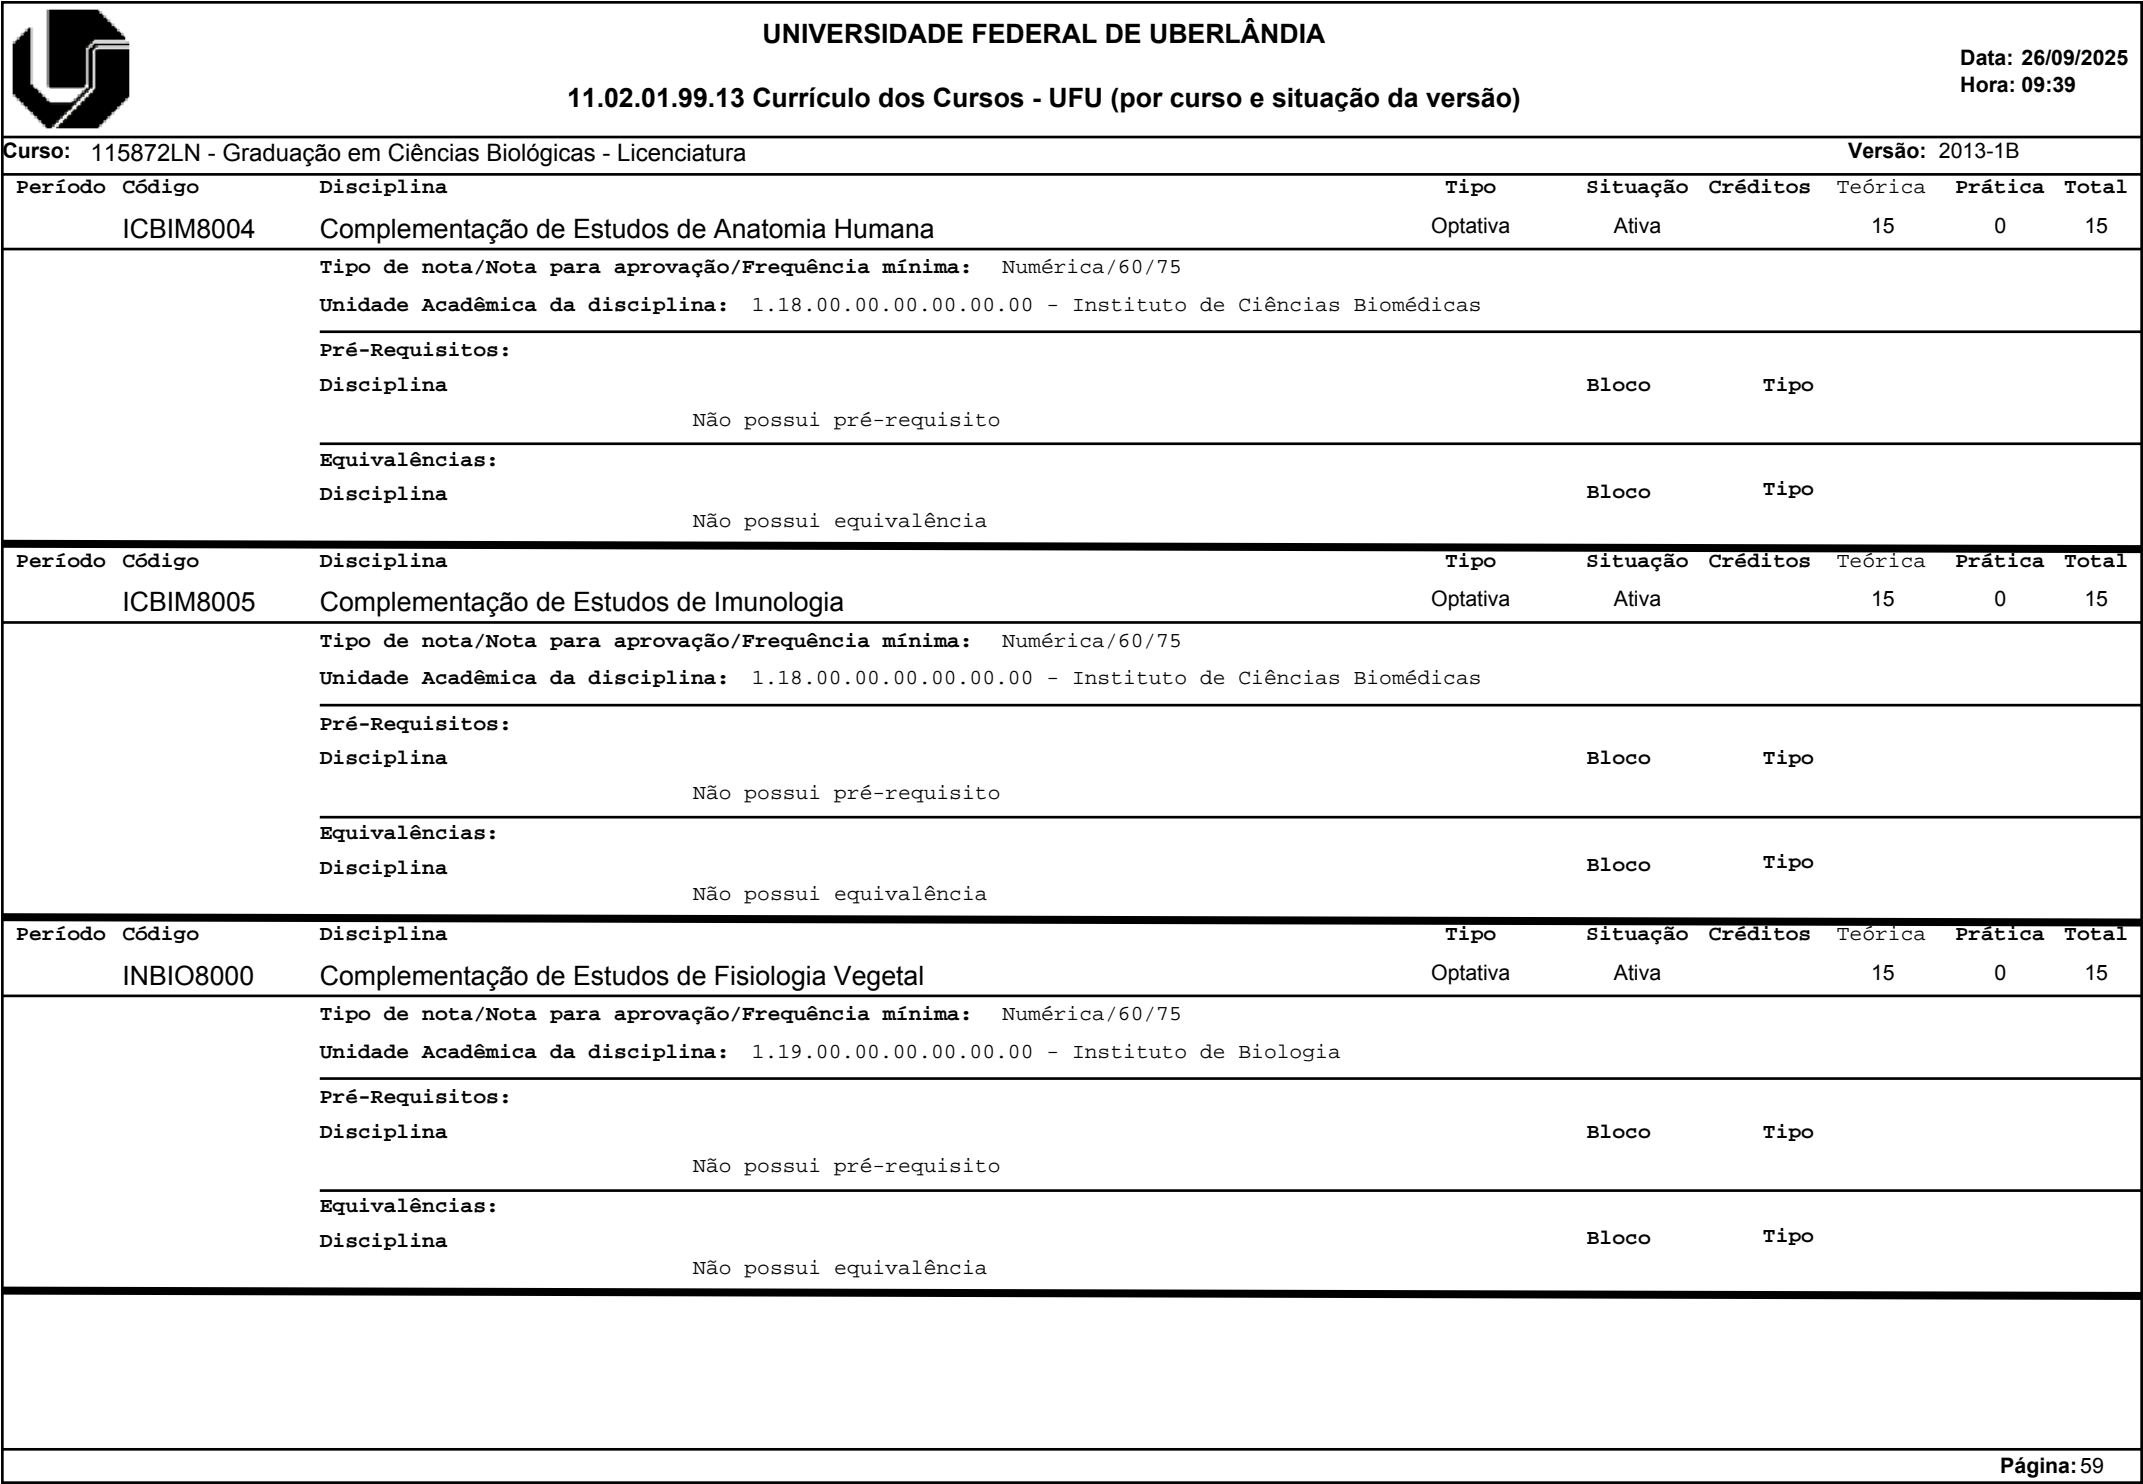 UNIVERSIDADE FEDERAL DE UBERLÂNDIA
Data: 26/09/2025
Hora: 09:39
11.02.01.99.13 Currículo dos Cursos - UFU (por curso e situação da versão)
Curso: 115872LN - Graduação em Ciências Biológicas - Licenciatura Versão: 2013-1B
Período Código Disciplina Tipo Situação Créditos Teórica Prática Total
ICBIM8004 Complementação de Estudos de Anatomia Humana Optativa Ativa 15 0 15
Tipo de nota/Nota para aprovação/Frequência mínima: Numérica/60/75
Unidade Acadêmica da disciplina: 1.18.00.00.00.00.00.00 - Instituto de Ciências Biomédicas
Pré-Requisitos:
Disciplina Bloco Tipo
Não possui pré-requisito
Equivalências:
Disciplina Bloco Tipo
Não possui equivalência
Período Código Disciplina Tipo Situação Créditos Teórica Prática Total
ICBIM8005 Complementação de Estudos de Imunologia Optativa Ativa 15 0 15
Tipo de nota/Nota para aprovação/Frequência mínima: Numérica/60/75
Unidade Acadêmica da disciplina: 1.18.00.00.00.00.00.00 - Instituto de Ciências Biomédicas
Pré-Requisitos:
Disciplina Bloco Tipo
Não possui pré-requisito
Equivalências:
Disciplina Bloco Tipo
Não possui equivalência
Período Código Disciplina Tipo Situação Créditos Teórica Prática Total
INBIO8000 Complementação de Estudos de Fisiologia Vegetal Optativa Ativa 15 0 15
Tipo de nota/Nota para aprovação/Frequência mínima: Numérica/60/75
Unidade Acadêmica da disciplina: 1.19.00.00.00.00.00.00 - Instituto de Biologia
Pré-Requisitos:
Disciplina Bloco Tipo
Não possui pré-requisito
Equivalências:
Disciplina Bloco Tipo
Não possui equivalência
Página: 59